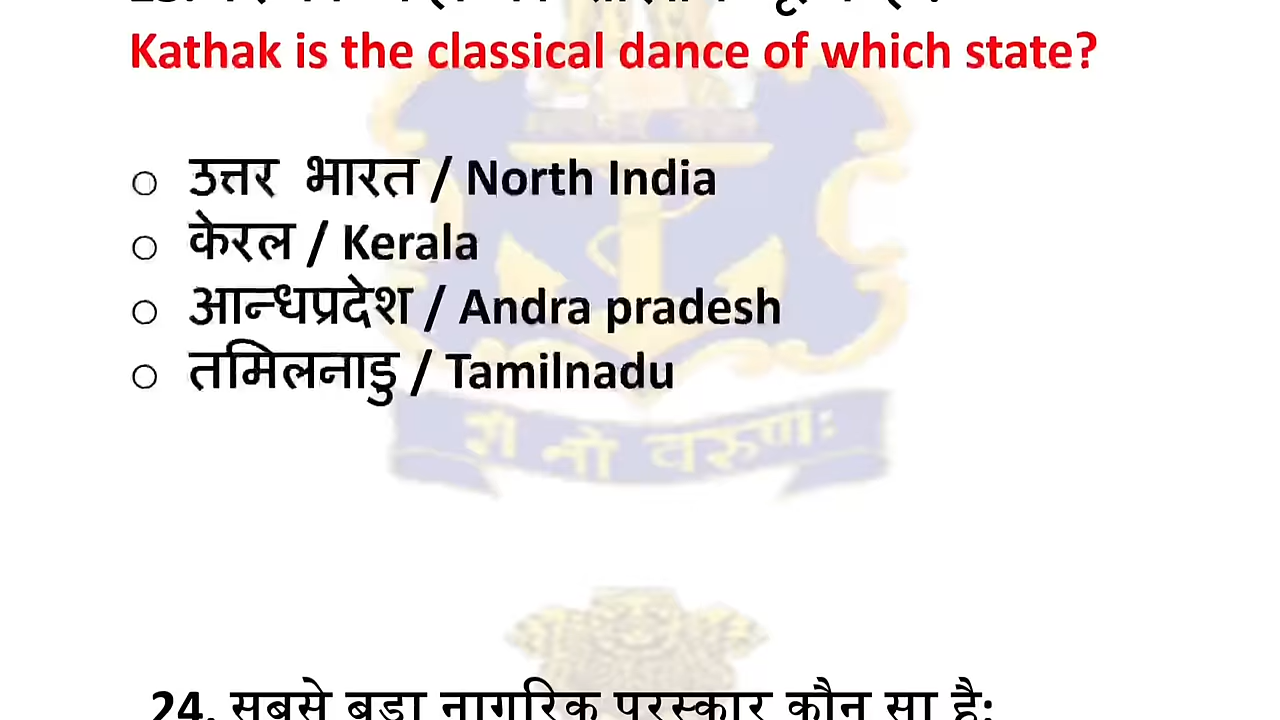 Kathak is the classical dance of which state?
○ उत्तर भारत / North India
○ केरल / Kerala
○ आन्धप्रदेश / Andra pradesh
○ तमिलनाडु / Tamilnadu
शं नो वरुणः
24. सबसे बड़ा नागरिक पुरस्कार कौन सा है: